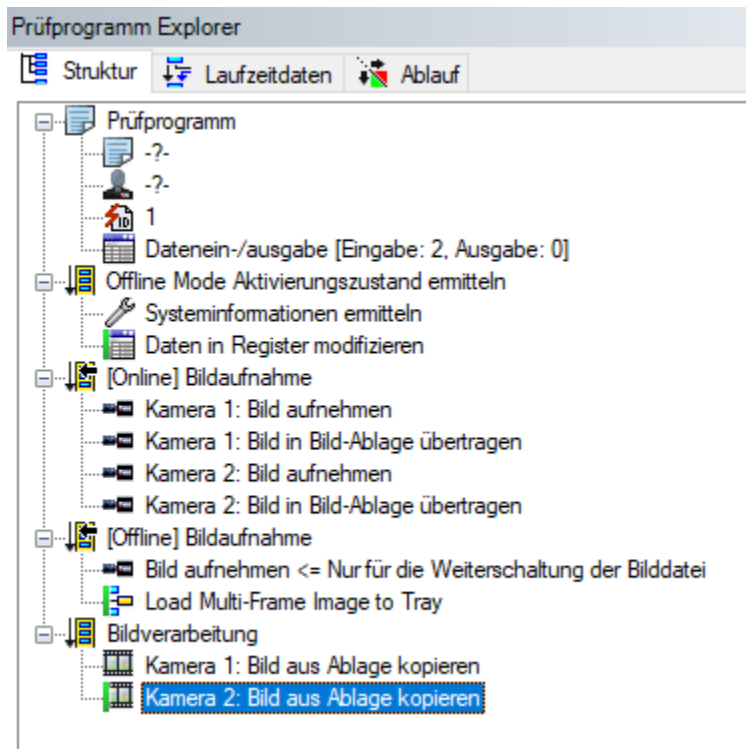 Prüfprogramm Explorer
Struktur Laufzeitdaten Ablauf
Prüfprogramm
-?-
-?-
ID 1
Datenein-/ausgabe [Eingabe: 2, Ausgabe: 0]
Offline Mode Aktivierungszustand ermitteln
Systeminformationen ermitteln
Daten in Register modifizieren
[Online] Bildaufnahme
Kamera 1: Bild aufnehmen
Kamera 1: Bild in Bild-Ablage übertragen
Kamera 2: Bild aufnehmen
Kamera 2: Bild in Bild-Ablage übertragen
[Offline] Bildaufnahme
Bild aufnehmen <= Nur für die Weiterschaltung der Bilddatei
Load Multi-Frame Image to Tray
Bildverarbeitung
Kamera 1: Bild aus Ablage kopieren
Kamera 2: Bild aus Ablage kopieren